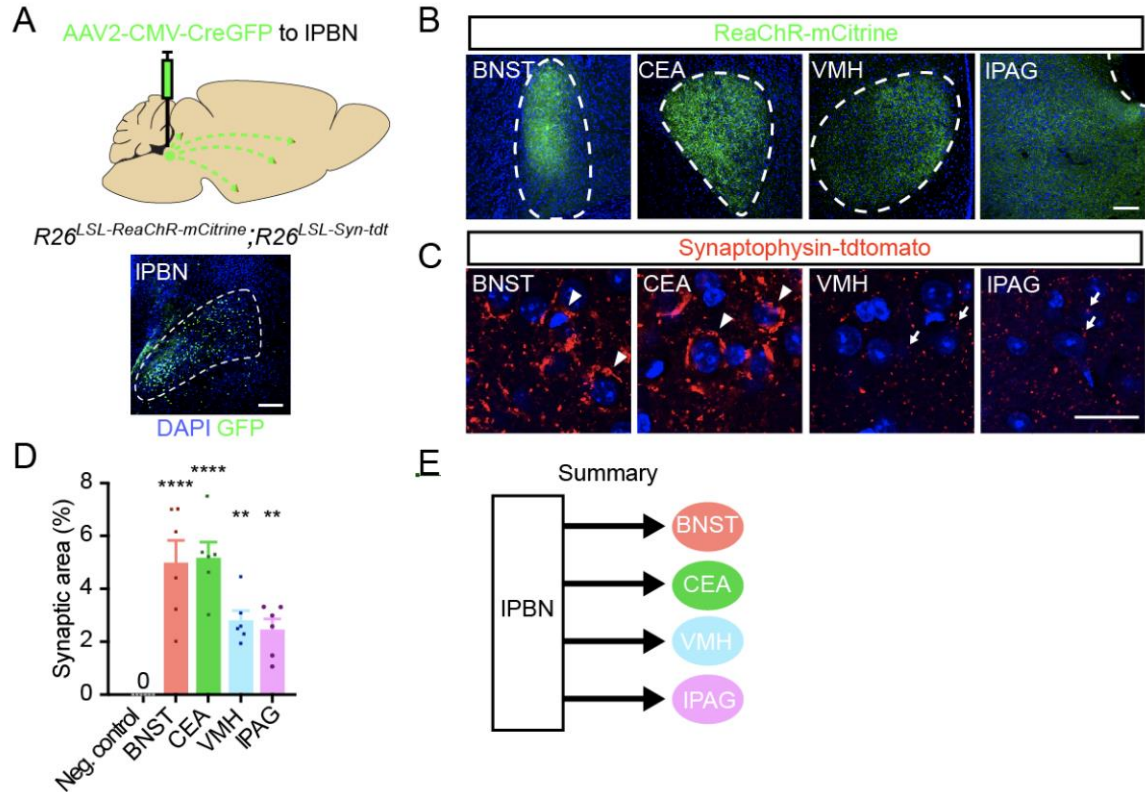 A
AAV2-CMV-CreGFP to lPBN
R26LSL-ReaChR-mCitrine;R26LSL-Syn-tdt
lPBN
DAPI GFP
B
ReaChR-mCitrine
BNST CEA VMH lPAG
C
Synaptophysin-tdtomato
BNST CEA VMH lPAG
D
Synaptic area (%)
8
6
4
2
0
0
**** **** ** **
Neg. control BNST CEA VMH lPAG
E
Summary
lPBN
BNST
CEA
VMH
lPAG